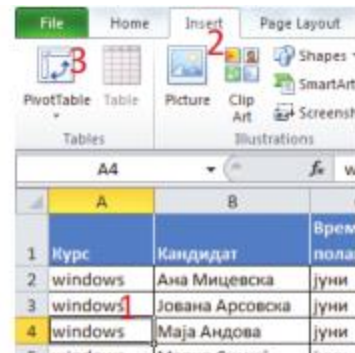 File Home Insert Page Layout
3 2
PivotTable Table Picture Clip Art Shapes SmartArt
Tables Illustrations
A4 fx w
A B
1 Курс Кандидат
2 windows Ана Мицевска јуни
3 windows 1 Јована Арсовска јуни
4 windows Маја Андова јуни